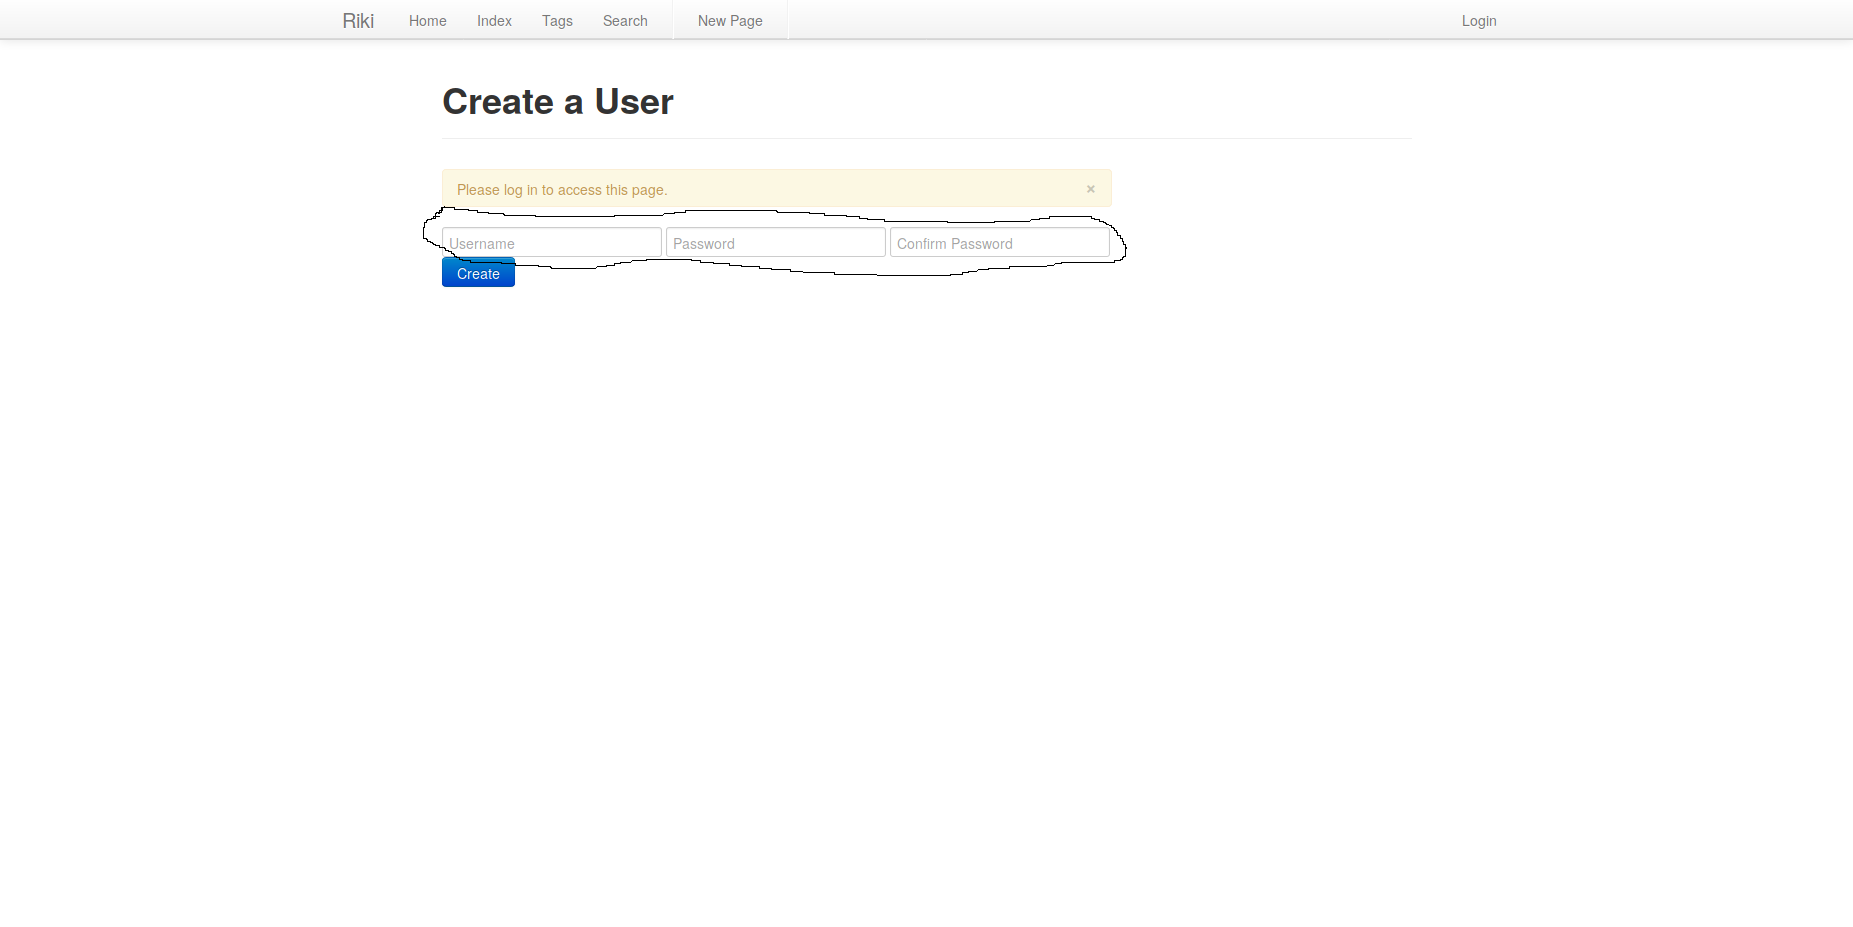 Riki Home Index Tags Search New Page Login
Create a User
Please log in to access this page. ×
Username Password Confirm Password
Create